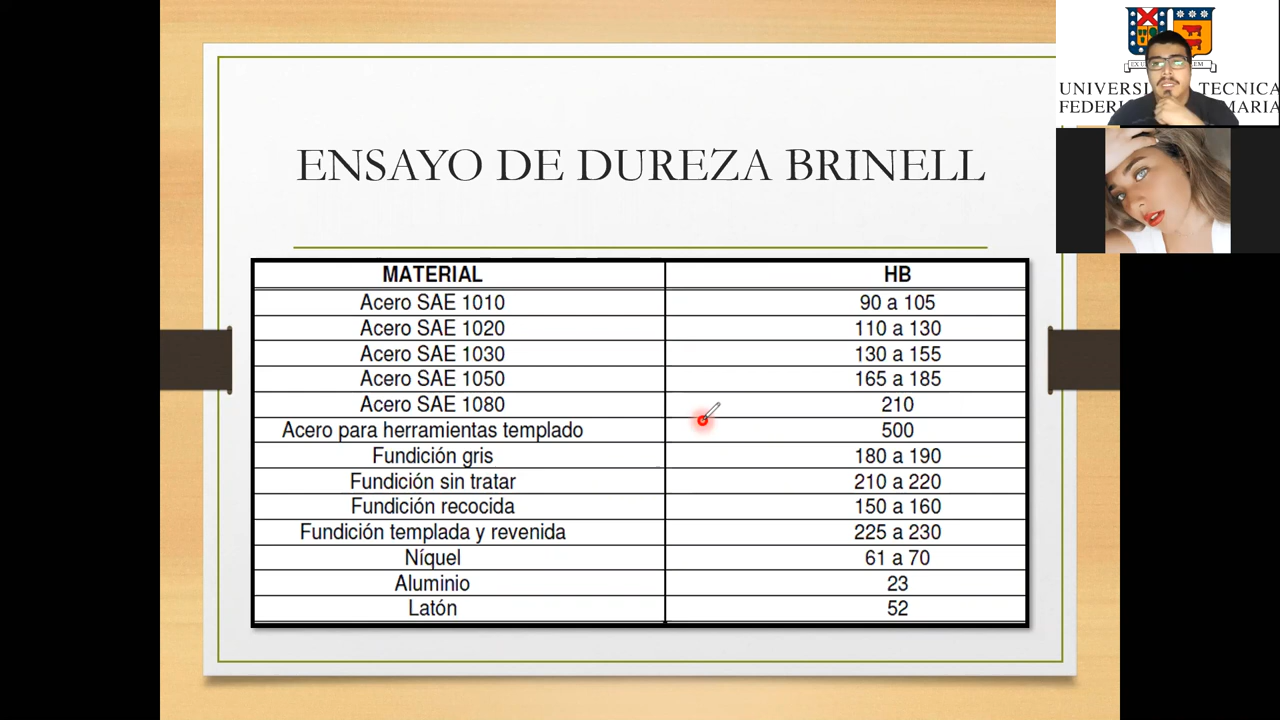 ENSAYO DE DUREZA BRINELL
MATERIAL HB
Acero SAE 1010 90 a 105
Acero SAE 1020 110 a 130
Acero SAE 1030 130 a 155
Acero SAE 1050 165 a 185
Acero SAE 1080 210
Acero para herramientas templado 500
Fundición gris 180 a 190
Fundición sin tratar 210 a 220
Fundición recocida 150 a 160
Fundición templada y revenida 225 a 230
Níquel 61 a 70
Aluminio 23
Latón 52
UNIVERSI TECNICA
FEDERI MARIA